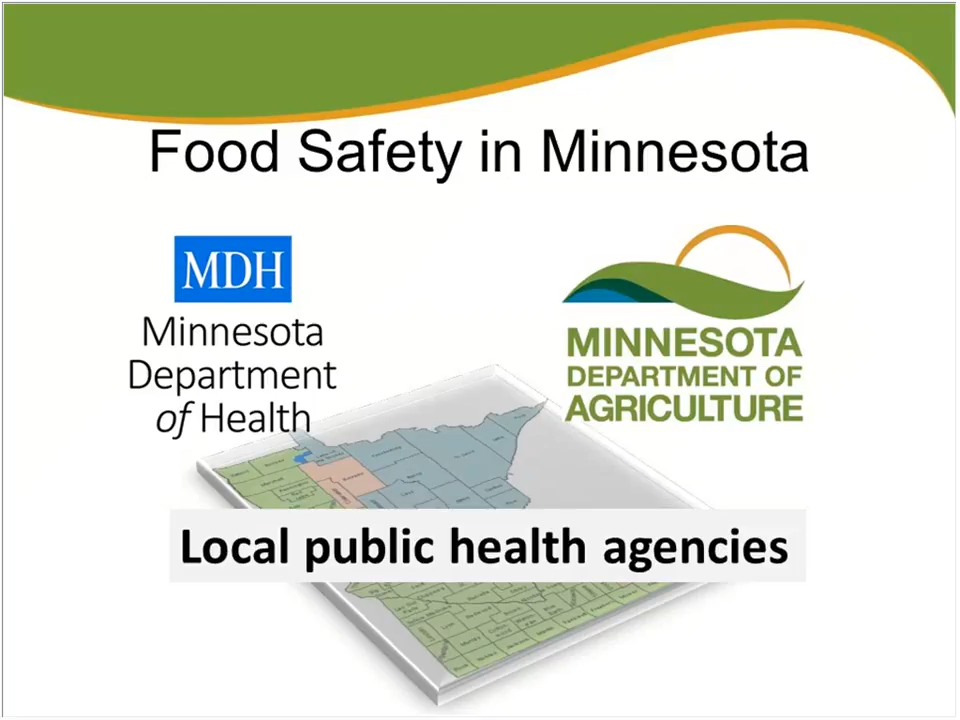 Food Safety in Minnesota
MDH
Minnesota
Department
of Health
MINNESOTA
DEPARTMENT OF
AGRICULTURE
Local public health agencies